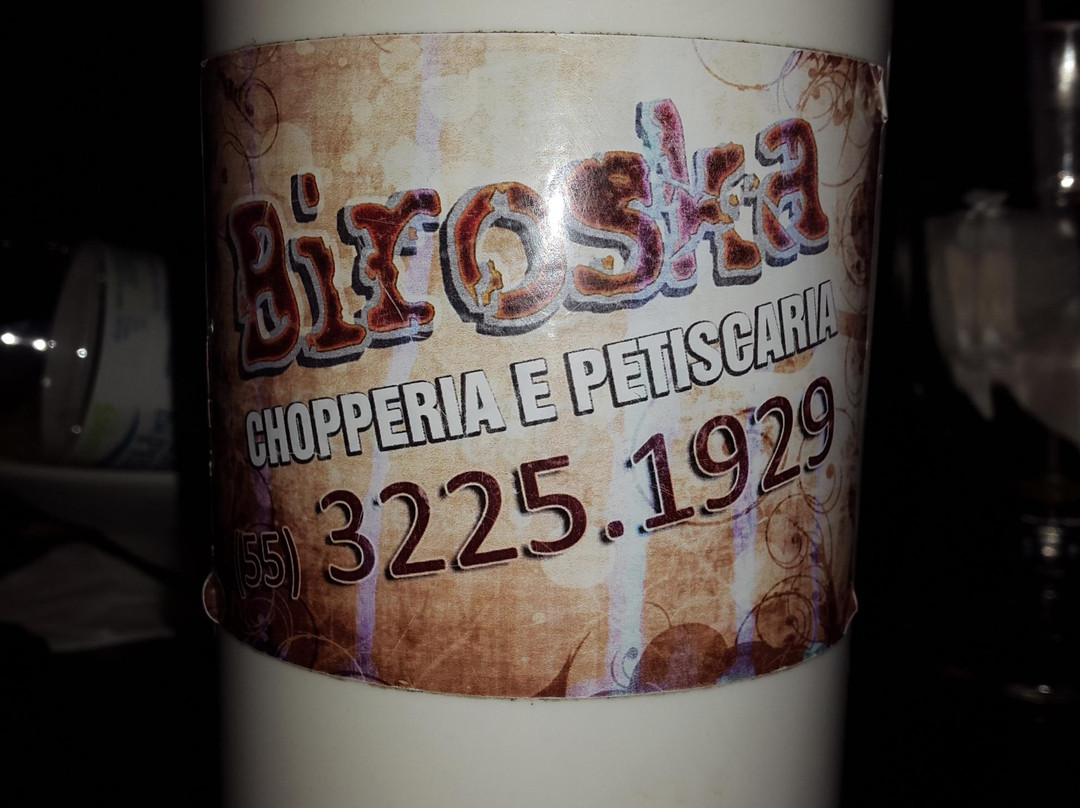 Biroska
CHOPPERIA E PETISCARIA
(55) 3225.1929